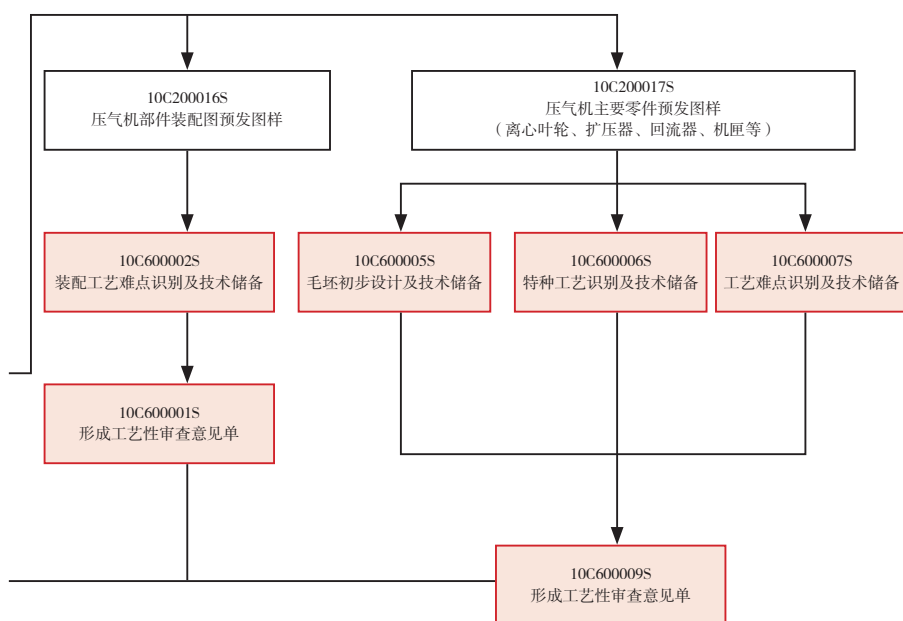 10C200016S
压气机部件装配图预发图样
10C200017S
压气机主要零件预发图样
（离心叶轮、扩压器、回流器、机匣等）
10C600002S
装配工艺难点识别及技术储备
10C600005S
毛坯初步设计及技术储备
10C600006S
特种工艺识别及技术储备
10C600007S
工艺难点识别及技术储备
10C600001S
形成工艺性审查意见单
10C600009S
形成工艺性审查意见单